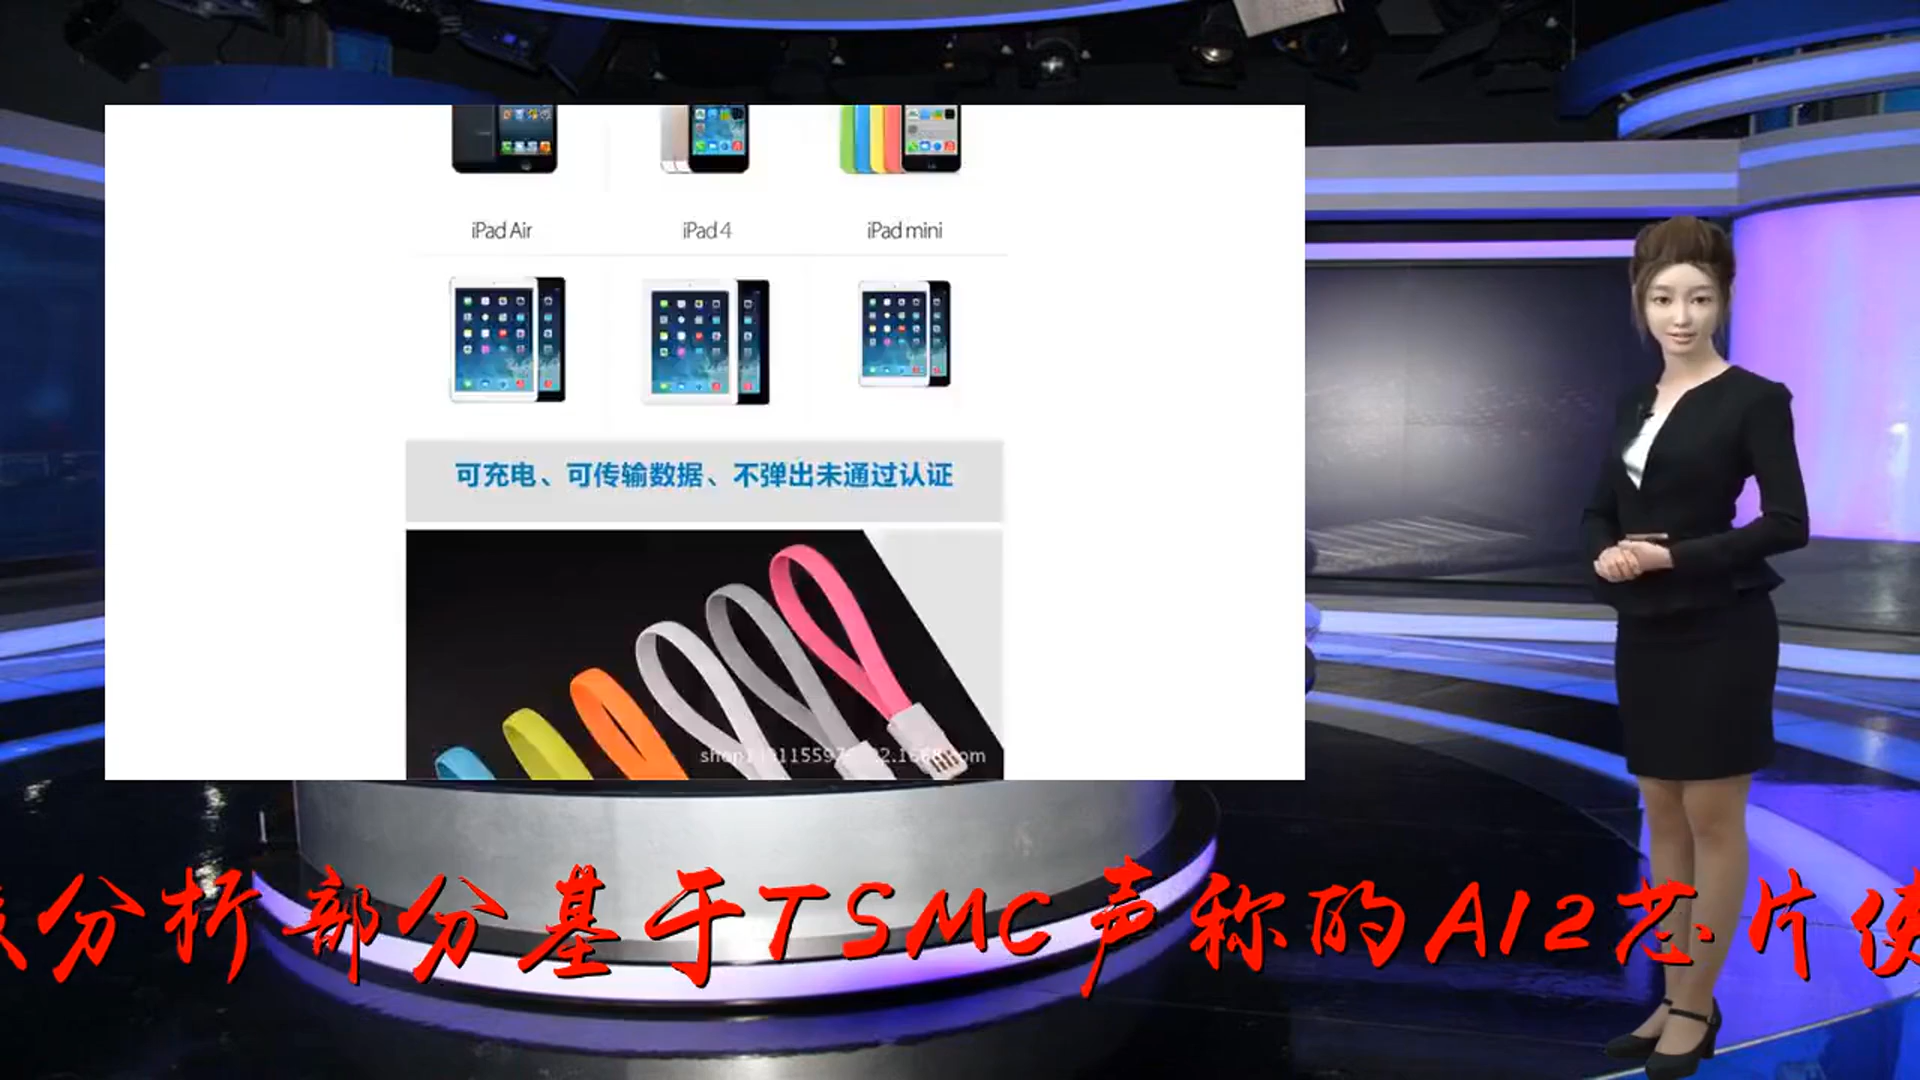 iPad Air
iPad 4
iPad mini
可充电、可传输数据、不弹出未通过认证
分析部分基于TSMC声称的A12芯片使